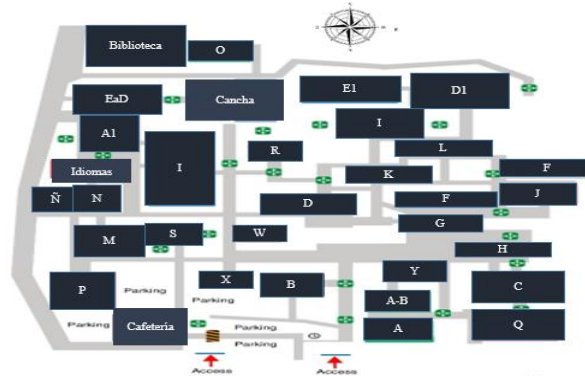 Biblioteca
O
EaD
Cancha
E1
D1
A1
I
I
R
L
Idiomas
K
F
Ñ
N
D
F
J
G
M
S
W
H
P
X
B
Y
C
Parking
Parking
A-B
Parking
Cafetería
Parking
A
Q
Parking
Access
Access